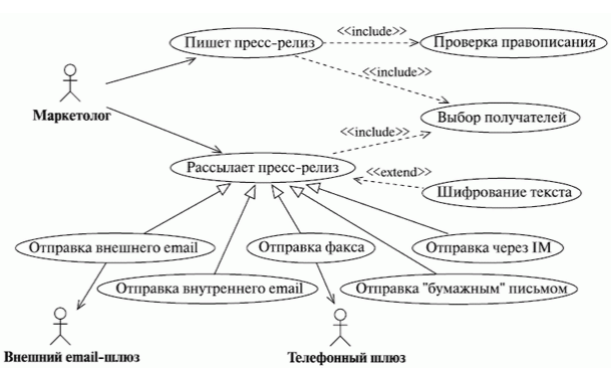 <<include>>
Пишет пресс-релиз
Проверка правописания
<<include>>
Маркетолог
Выбор получателей
<<include>>
Рассылает пресс-релиз
<<extend>>
Шифрование текста
Отправка внешнего email
Отправка факса
Отправка через IM
Отправка внутреннего email
Отправка "бумажным" письмом
Внешний email-шлюз
Телефонный шлюз